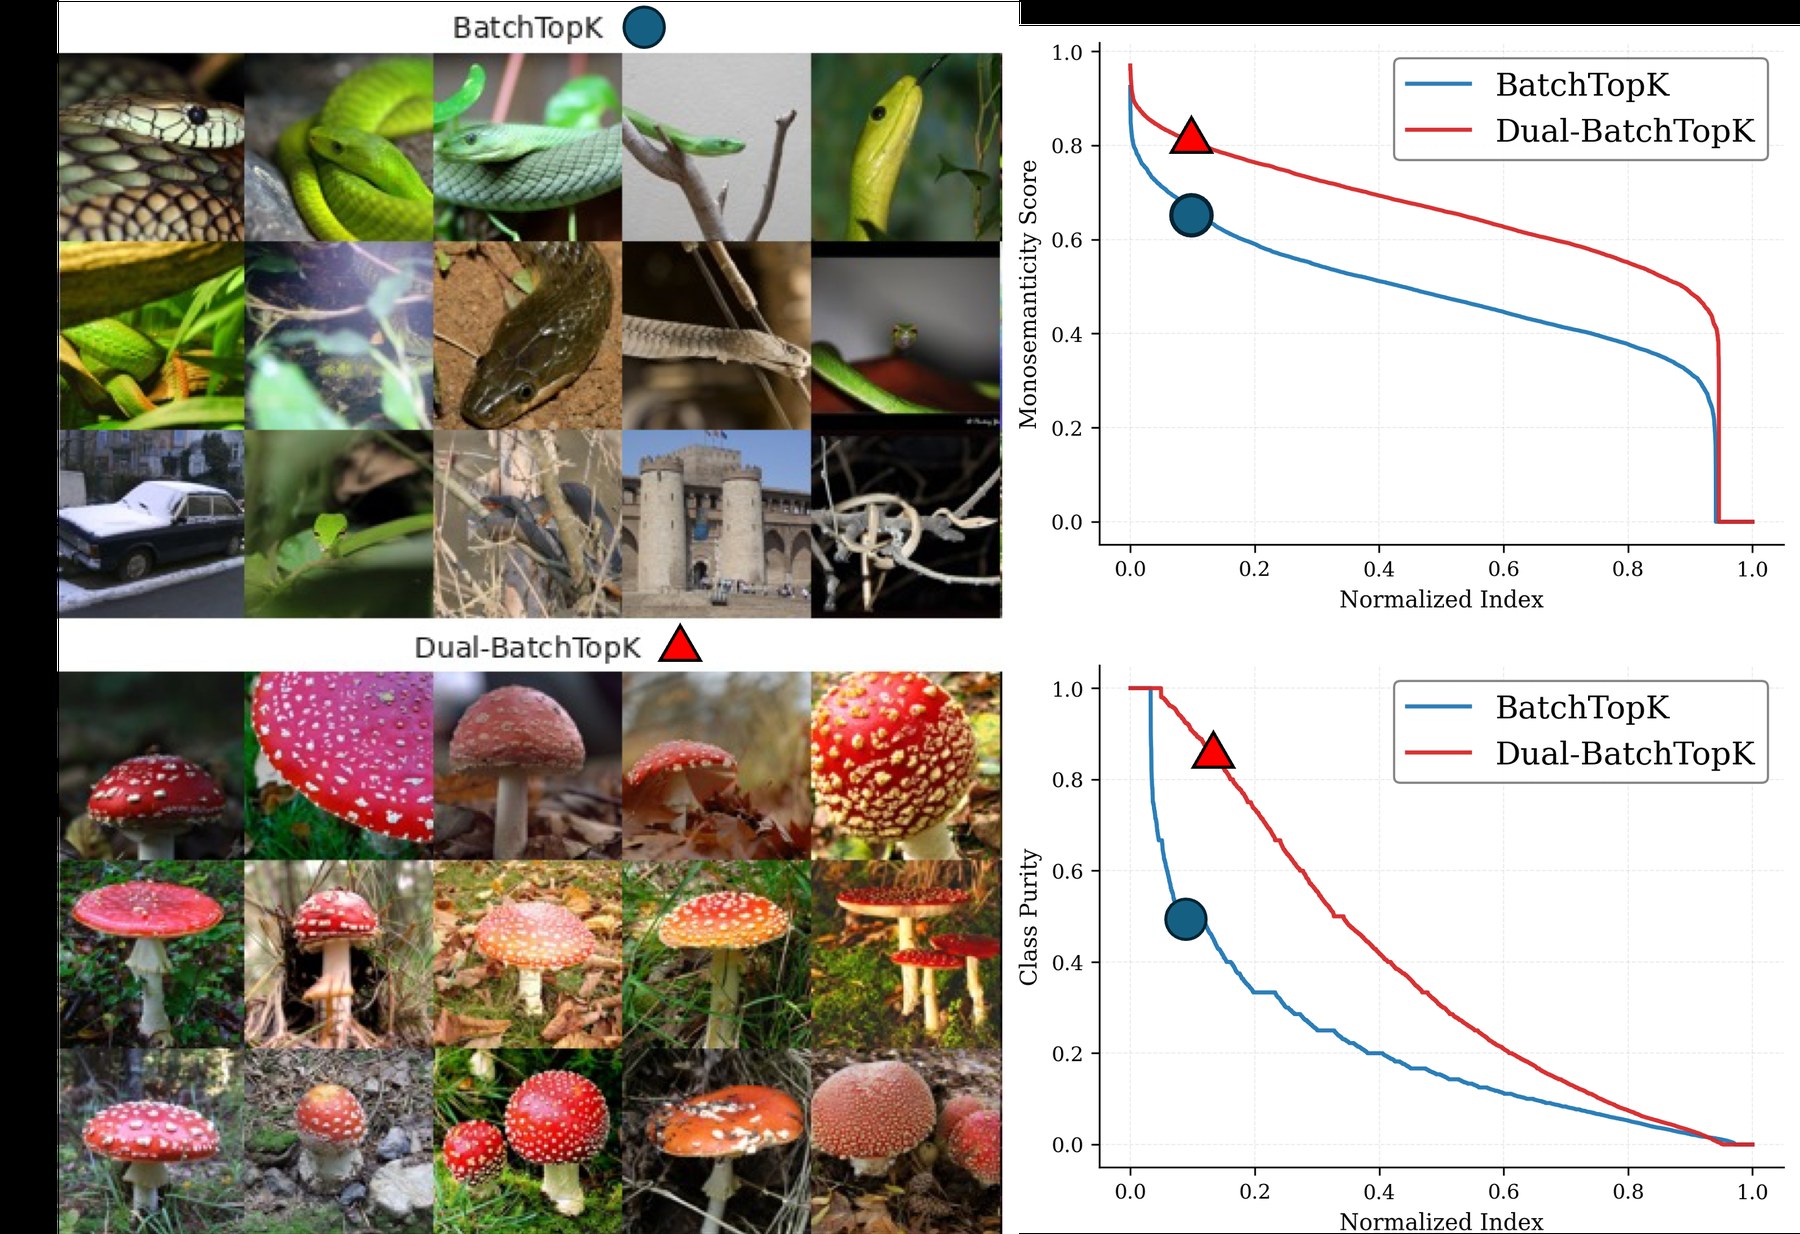 BatchTopK
Dual-BatchTopK
Monosemanticity Score
1.0
0.8
0.6
0.4
0.2
0.0
0.0 0.2 0.4 0.6 0.8 1.0
Normalized Index
BatchTopK
Dual-BatchTopK
Class Purity
1.0
0.8
0.6
0.4
0.2
0.0
0.0 0.2 0.4 0.6 0.8 1.0
Normalized Index
BatchTopK
Dual-BatchTopK